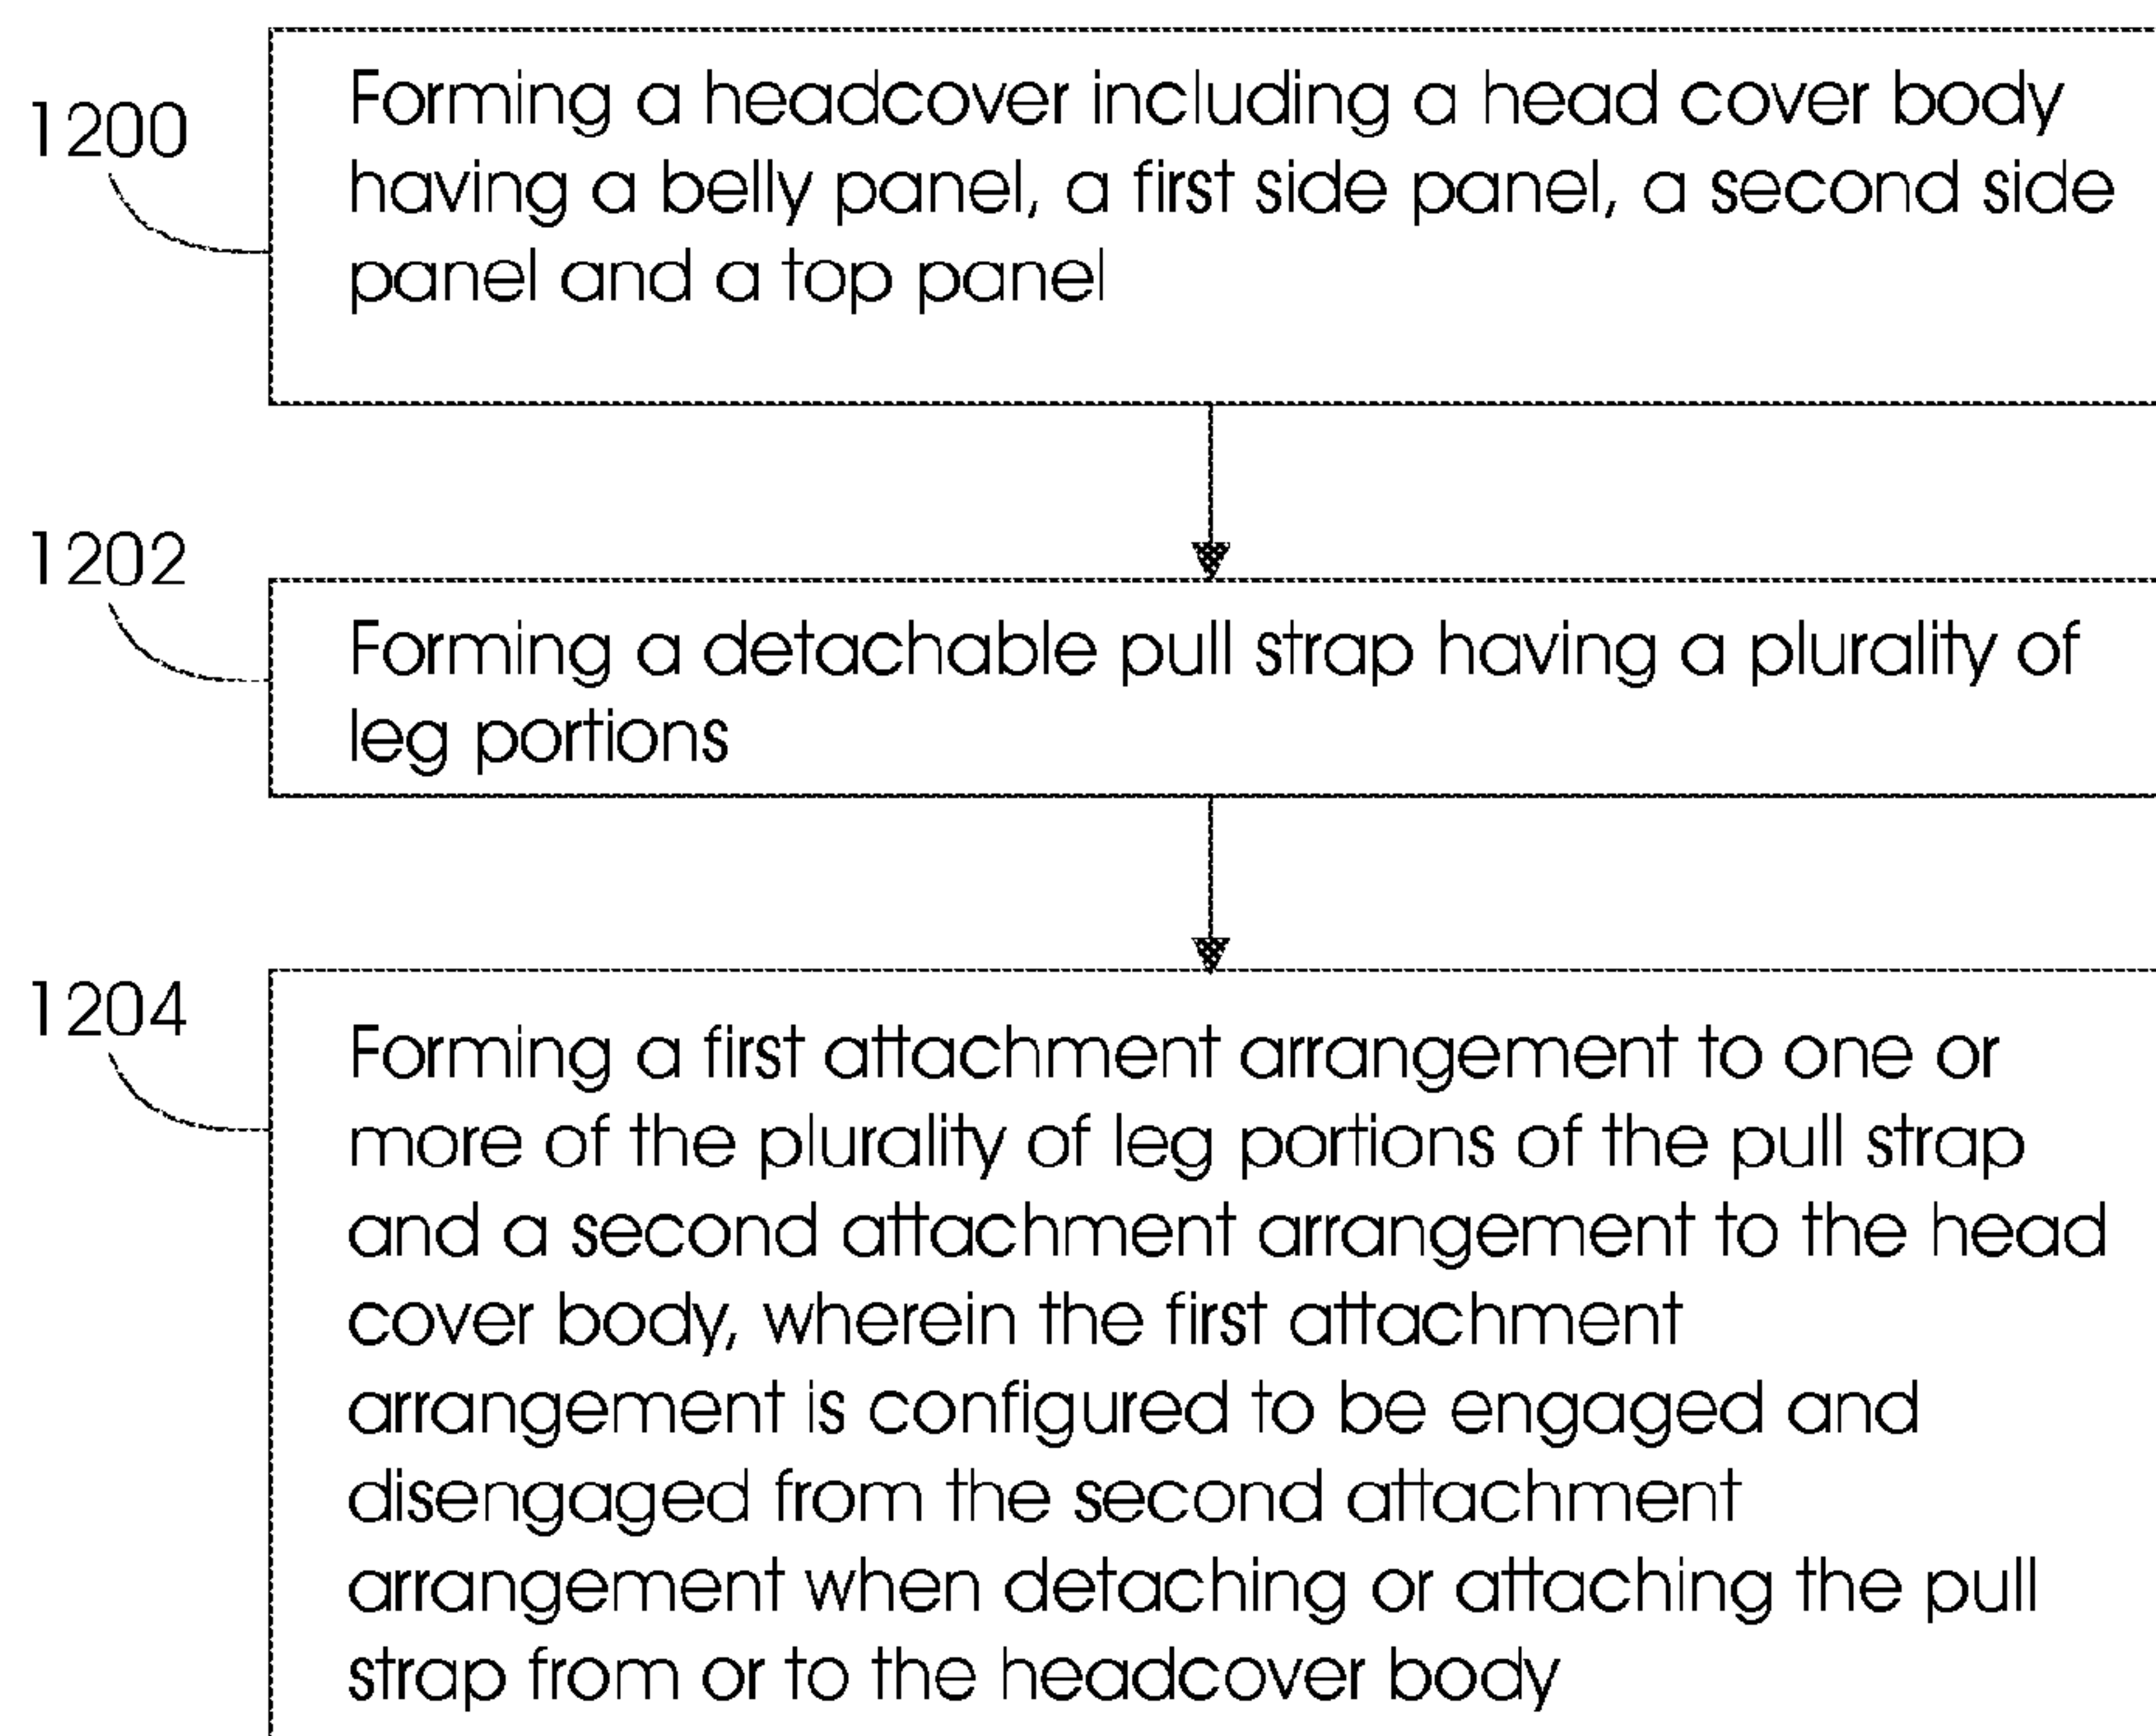 1200
Forming a headcover including a head cover body
having a belly panel, a first side panel, a second side
panel and a top panel
1202
Forming a detachable pull strap having a plurality of
leg portions
1204
Forming a first attachment arrangement to one or
more of the plurality of leg portions of the pull strap
and a second attachment arrangement to the head
cover body, wherein the first attachment
arrangement is configured to be engaged and
disengaged from the second attachment
arrangement when detaching or attaching the pull
strap from or to the headcover body